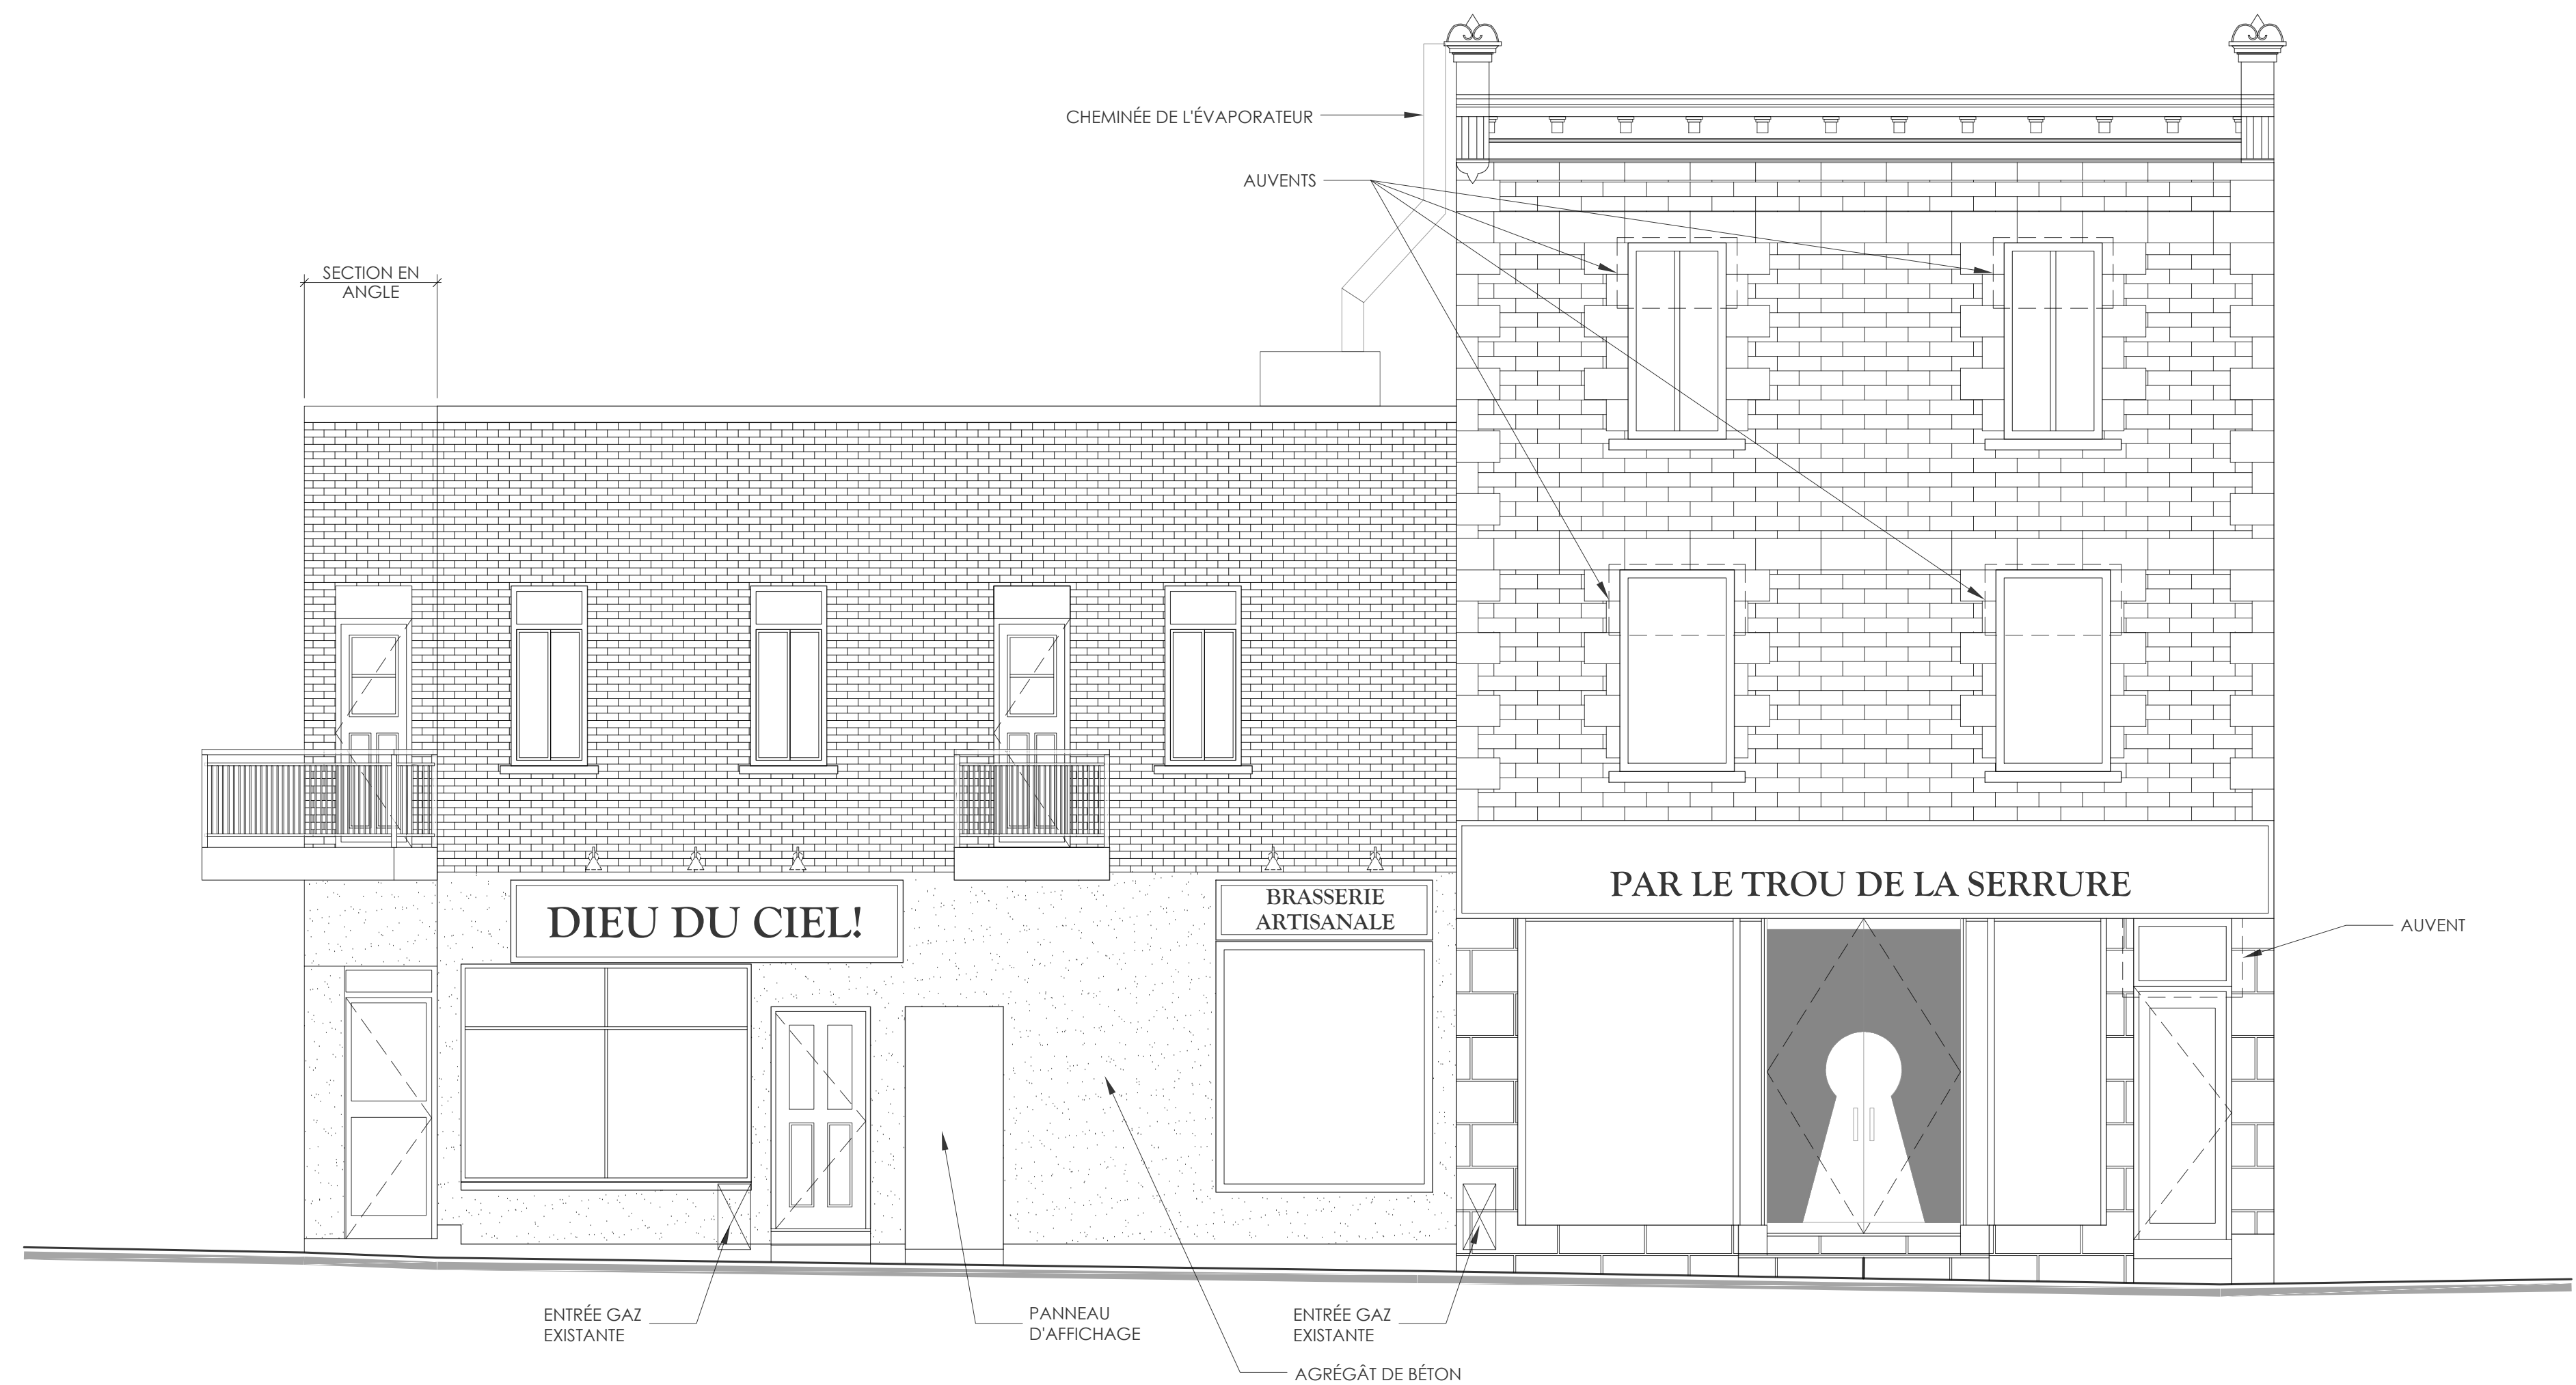 CHEMINÉE DE L'ÉVAPORATEUR
AUVENTS
SECTION EN
ANGLE
DIEU DU CIEL!
BRASSERIE
ARTISANALE
PAR LE TROU DE LA SERRURE
AUVENT
ENTRÉE GAZ
EXISTANTE
PANNEAU
D'AFFICHAGE
ENTRÉE GAZ
EXISTANTE
AGRÉGÂT DE BÉTON